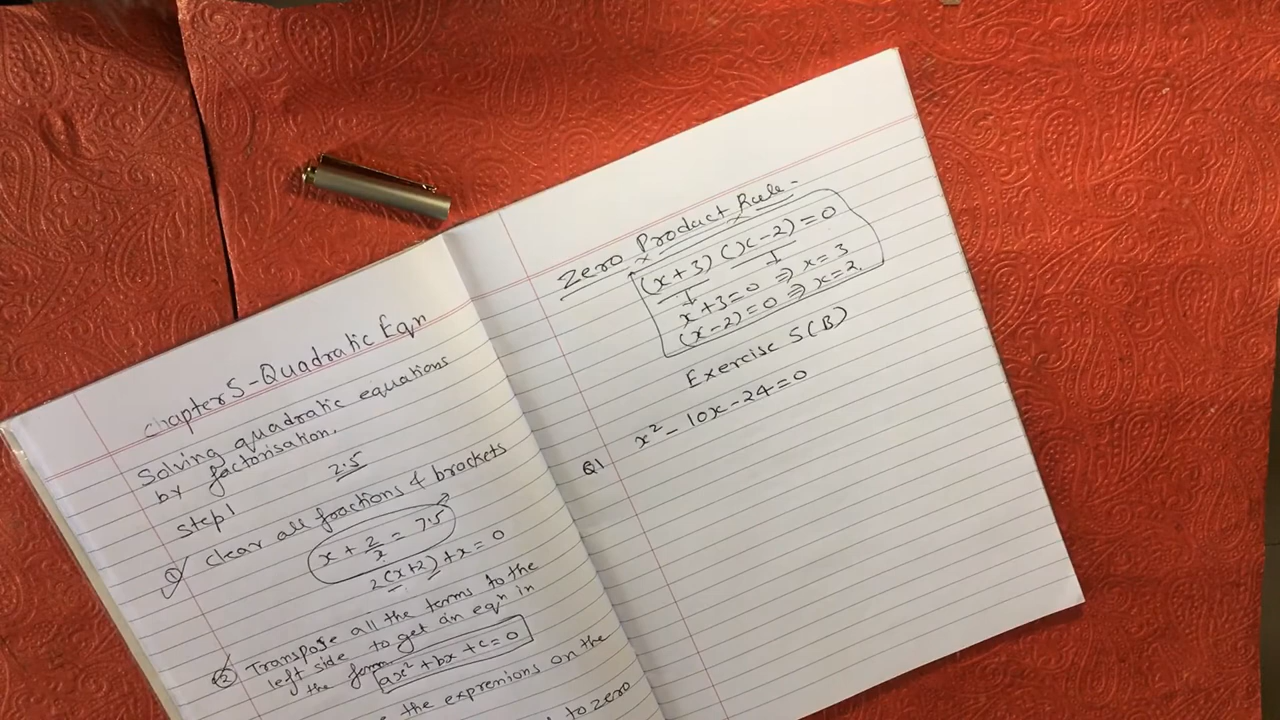 Chapter 5-Quadratic Eqn
Solving quadratic equations
by factorisation.
2.5
Step 1
① Clear all fractions & brackets
x + 2/x = 7.5
2(x+2) + x = 0
② Transpose all the terms to the
left side to get an eqn in
the form
ax² + bx + c = 0
the expressions on the
to zero
Zero Product Rule -
(x+3) (x-2) = 0
x+3=0 ⇒ x = 3
(x-2)=0 ⇒ x=2
Exercise 5(B)
Q1 x² - 10x - 24 = 0